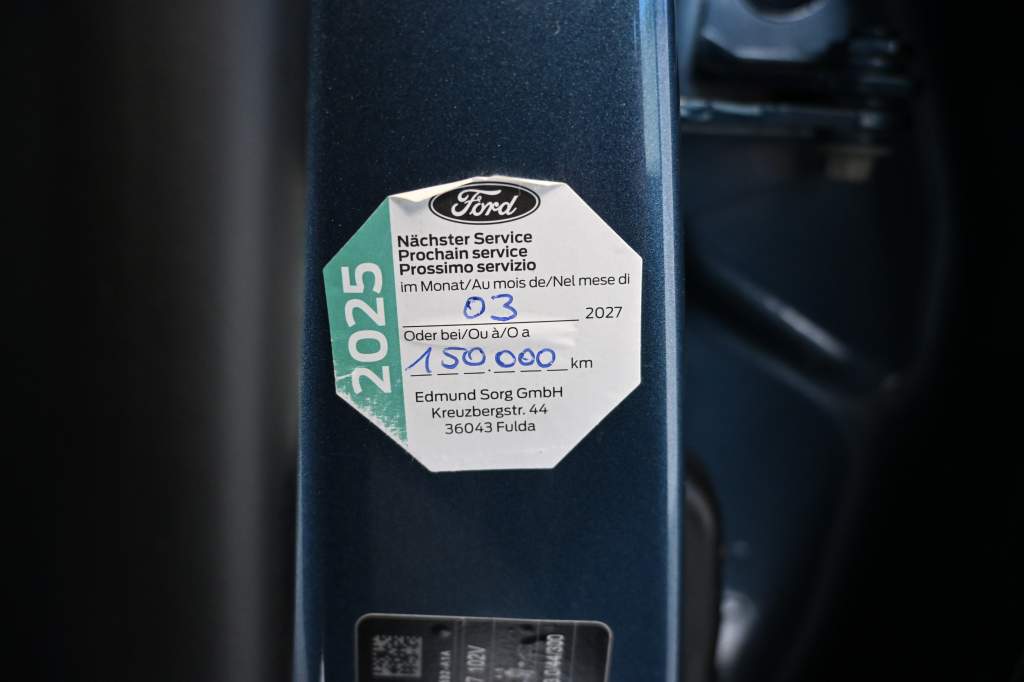 Ford
Nächster Service
Prochain service
Prossimo servizio
im Monat/Au mois de/Nel mese di
03 2027
Oder bei/Ou à/O a
150.000 km
Edmund Sorg GmbH
Kreuzbergstr. 44
36043 Fulda
2025
102V